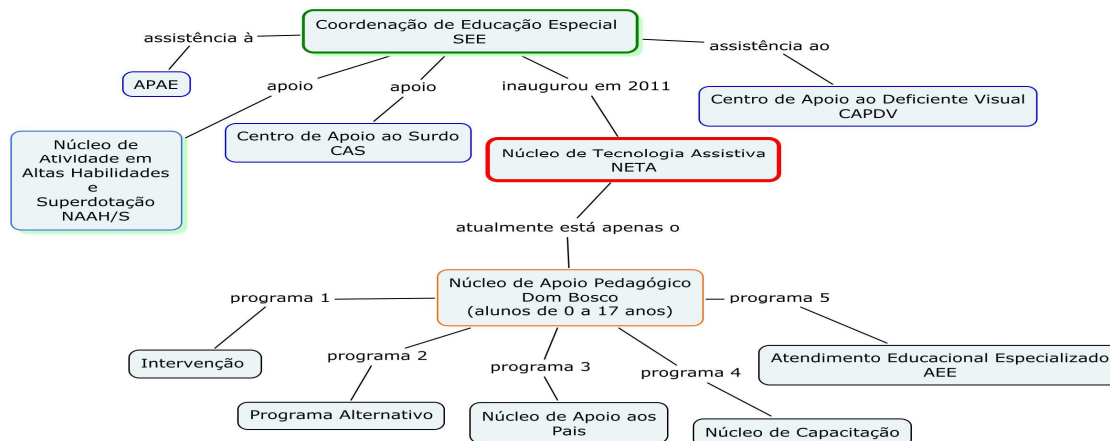 Coordenação de Educação Especial
SEE
assistência à
assistência ao
APAE
apoio
apoio
inaugurou em 2011
Centro de Apoio ao Deficiente Visual
CAPDV
Núcleo de
Atividade em
Altas Habilidades
e
Superdotação
NAAH/S
Centro de Apoio ao Surdo
CAS
Núcleo de Tecnologia Assistiva
NETA
atualmente está apenas o
Núcleo de Apoio Pedagógico
Dom Bosco
(alunos de 0 a 17 anos)
programa 1
programa 5
Intervenção
programa 2
programa 3
programa 4
Atendimento Educacional Especializado
AEE
Programa Alternativo
Núcleo de Apoio aos
Pais
Núcleo de Capacitação